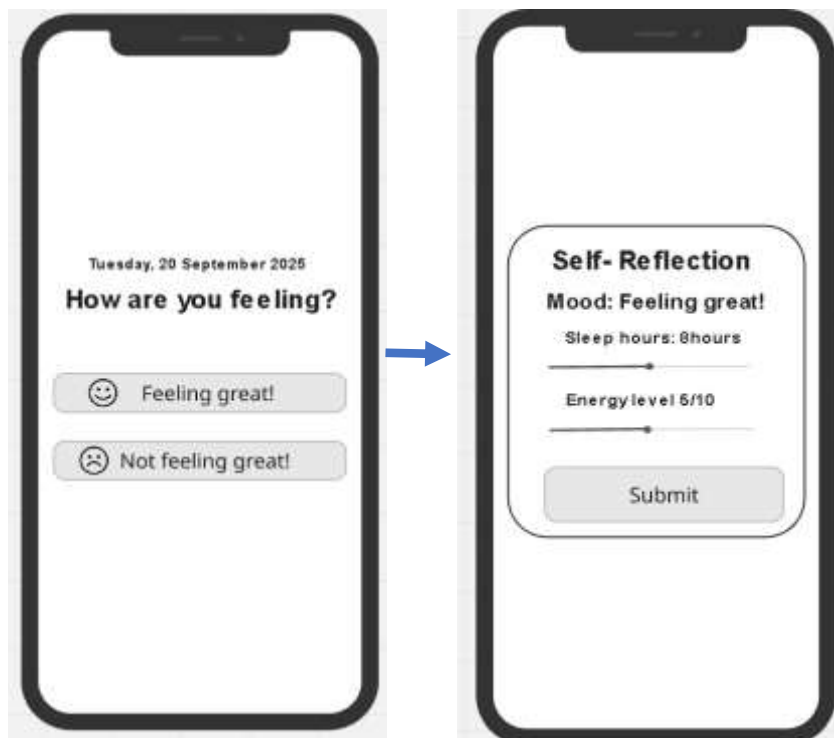 Tuesday, 20 September 2025
How are you feeling?
Feeling great!
Not feeling great!
Self- Reflection
Mood: Feeling great!
Sleep hours: 8hours
Energy level 5/10
Submit